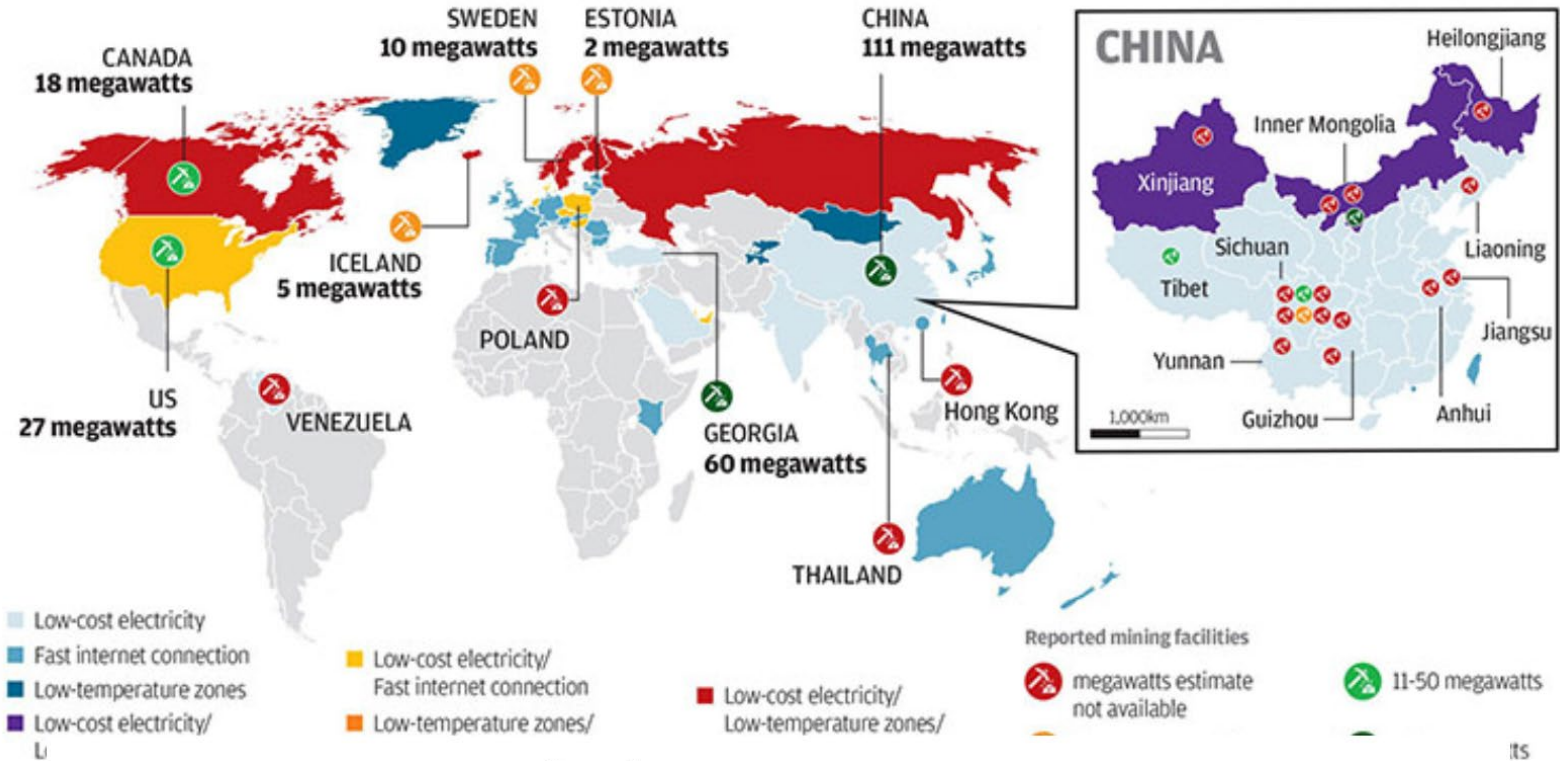 SWEDEN
10 megawatts
ESTONIA
2 megawatts
CHINA
111 megawatts
CANADA
18 megawatts
ICELAND
5 megawatts
POLAND
US
27 megawatts
VENEZUELA
GEORGIA
60 megawatts
Hong Kong
THAILAND
CHINA
Heilongjiang
Inner Mongolia
Xinjiang
Liaoning
Sichuan
Tibet
Jiangsu
Yunnan
Guizhou
Anhui
1,000km
Low-cost electricity
Fast internet connection
Low-temperature zones
Low-cost electricity/
Low-cost electricity/
Fast internet connection
Low-temperature zones/
Low-cost electricity/
Low-temperature zones/
Reported mining facilities
megawatts estimate
not available
11-50 megawatts